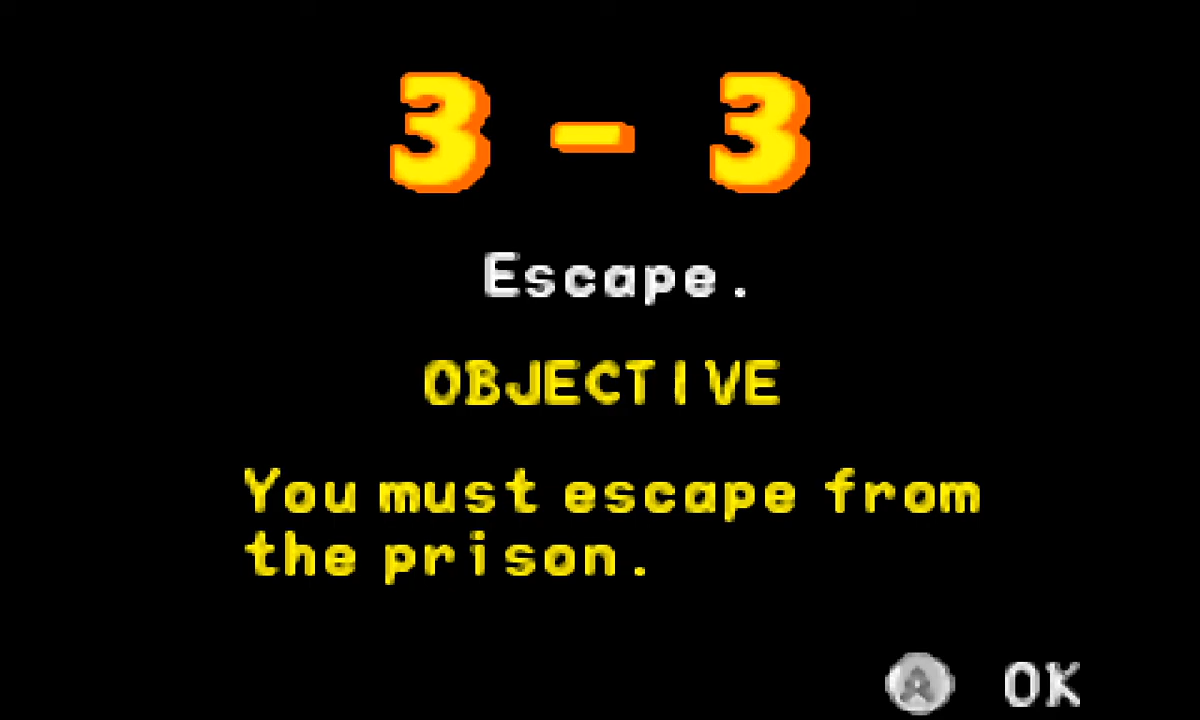 3 - 3
Escape.
OBJECTIVE
You must escape from
the prison.
A OK